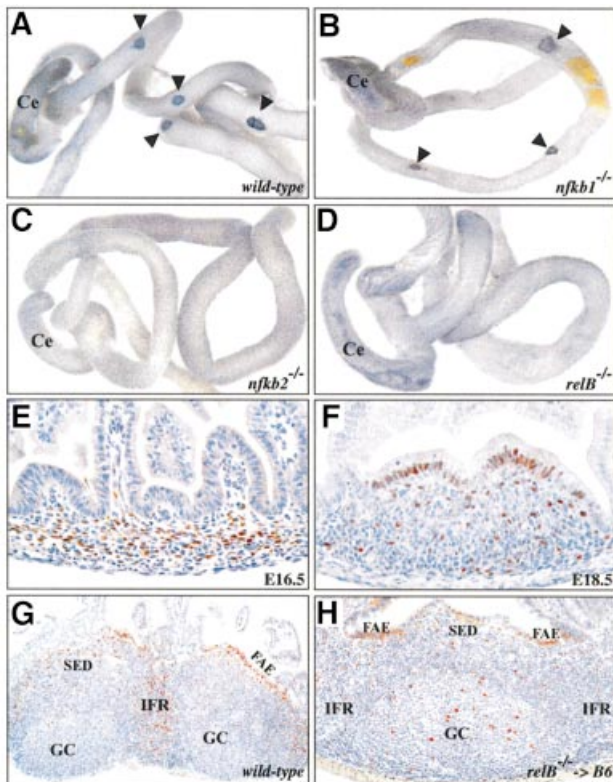 A
Ce
wild-type
B
Ce
nfkb1-/-
C
Ce
nfkb2-/-
D
Ce
relB-/-
E
E16.5
F
E18.5
G
SED
FAE
IFR
GC
GC
wild-type
H
FAE
SED
FAE
IFR
IFR
GC
relB-/--> Rc